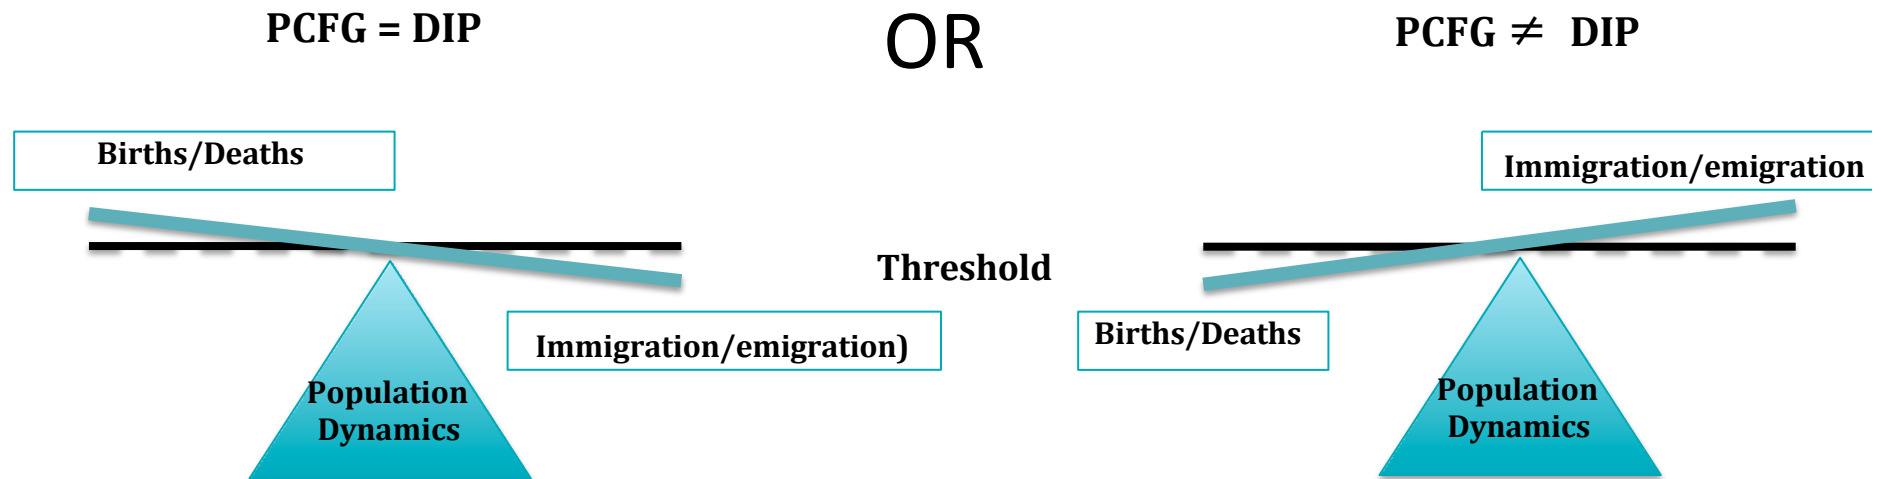 PCFG = DIP
OR
PCFG ≠ DIP
Births/Deaths
Immigration/emigration
Threshold
Immigration/emigration)
Births/Deaths
Population
Dynamics
Population
Dynamics